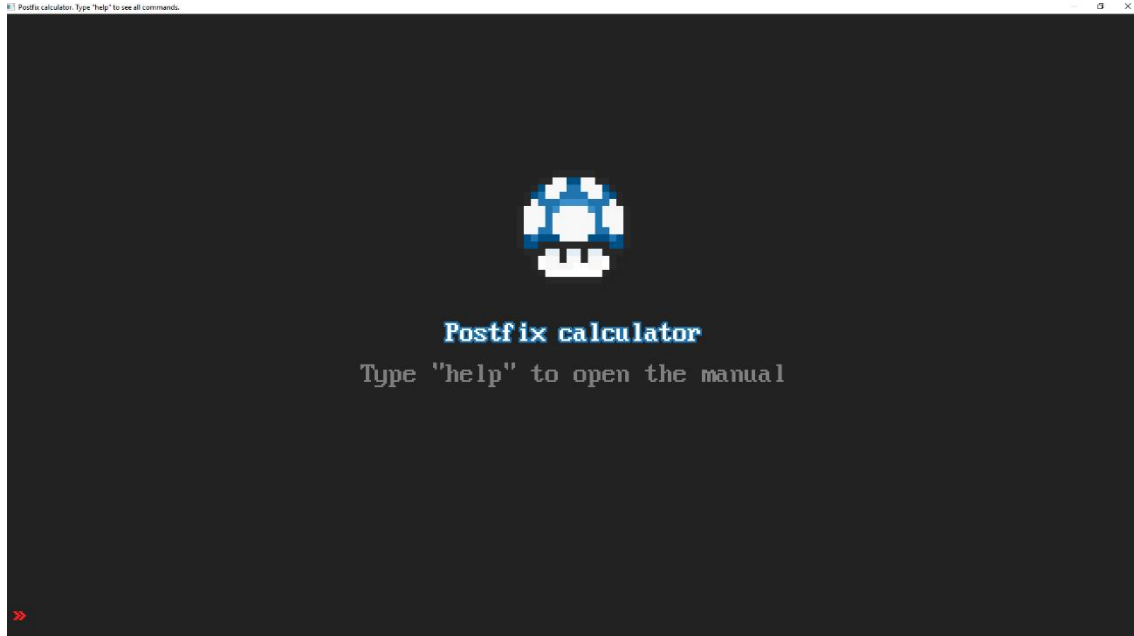 Postfix calculator. Type "help" to see all commands.
Postfix calculator
Type "help" to open the manual
»